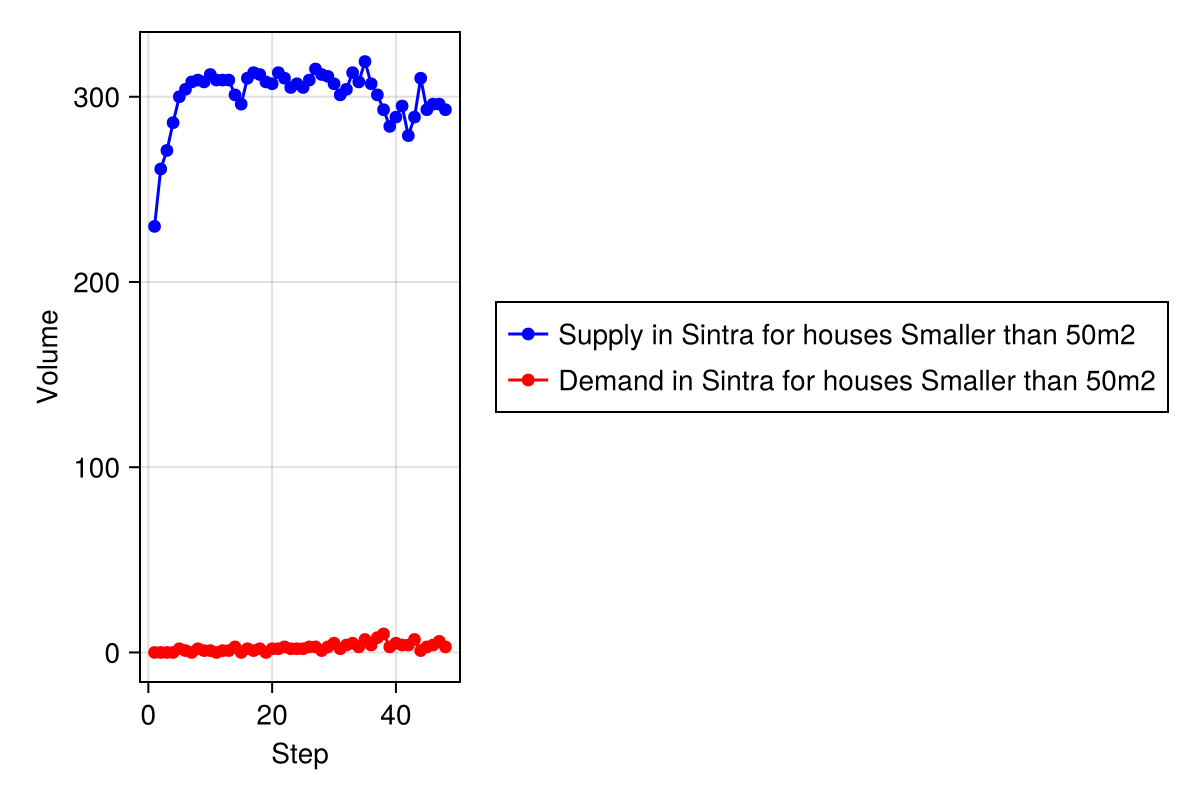 300
200
100
0
Volume
0 20 40
Step
Supply in Sintra for houses Smaller than 50m2
Demand in Sintra for houses Smaller than 50m2